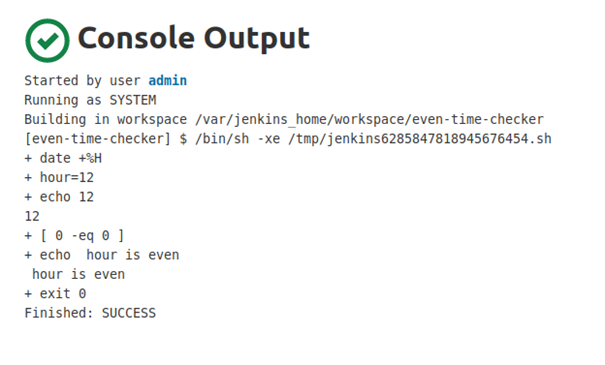 Console Output
Started by user admin
Running as SYSTEM
Building in workspace /var/jenkins_home/workspace/even-time-checker
[even-time-checker] $ /bin/sh -xe /tmp/jenkins6285847818945676454.sh
+ date +%H
+ hour=12
+ echo 12
12
+ [ 0 -eq 0 ]
+ echo  hour is even
 hour is even
+ exit 0
Finished: SUCCESS